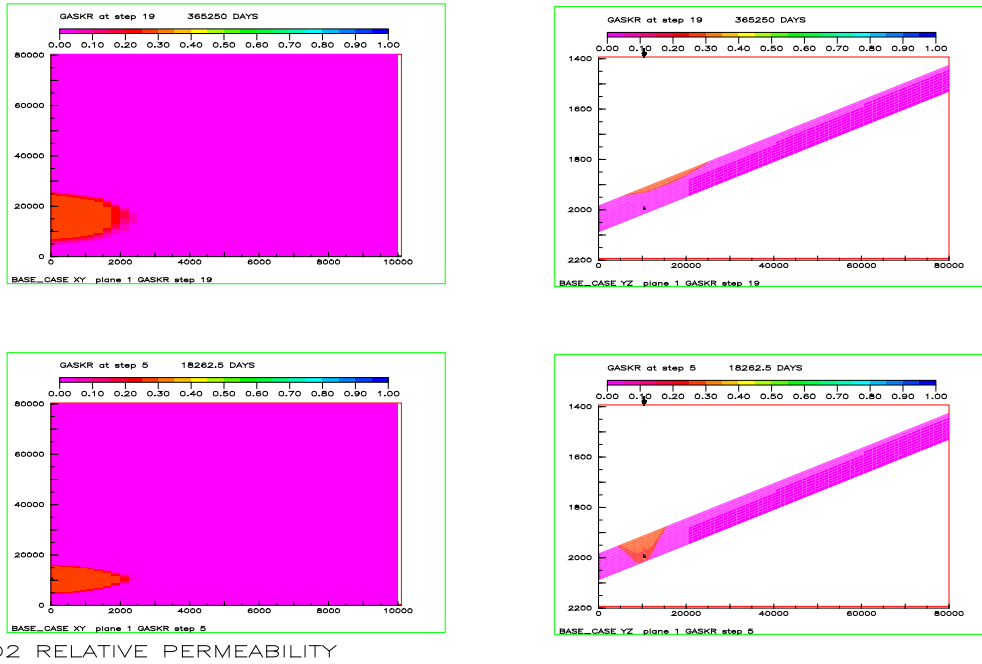 GASKR at step 19 365250 DAYS
0.00 0.10 0.20 0.30 0.40 0.50 0.60 0.70 0.80 0.90 1.00
80000
60000
40000
20000
0
0 2000 4000 6000 8000 10000
BASE_CASE XY plane 1 GASKR step 19
GASKR at step 19 365250 DAYS
0.00 0.10 0.20 0.30 0.40 0.50 0.60 0.70 0.80 0.90 1.00
1400
1600
1800
2000
2200
0 20000 40000 60000 80000
BASE_CASE YZ plane 1 GASKR step 19
GASKR at step 5 18262.5 DAYS
0.00 0.10 0.20 0.30 0.40 0.50 0.60 0.70 0.80 0.90 1.00
80000
60000
40000
20000
0
0 2000 4000 6000 8000 10000
BASE_CASE XY plane 1 GASKR step 5
GASKR at step 5 18262.5 DAYS
0.00 0.10 0.20 0.30 0.40 0.50 0.60 0.70 0.80 0.90 1.00
1400
1600
1800
2000
2200
0 20000 40000 60000 80000
BASE_CASE YZ plane 1 GASKR step 5
O2 RELATIVE PERMEABILITY